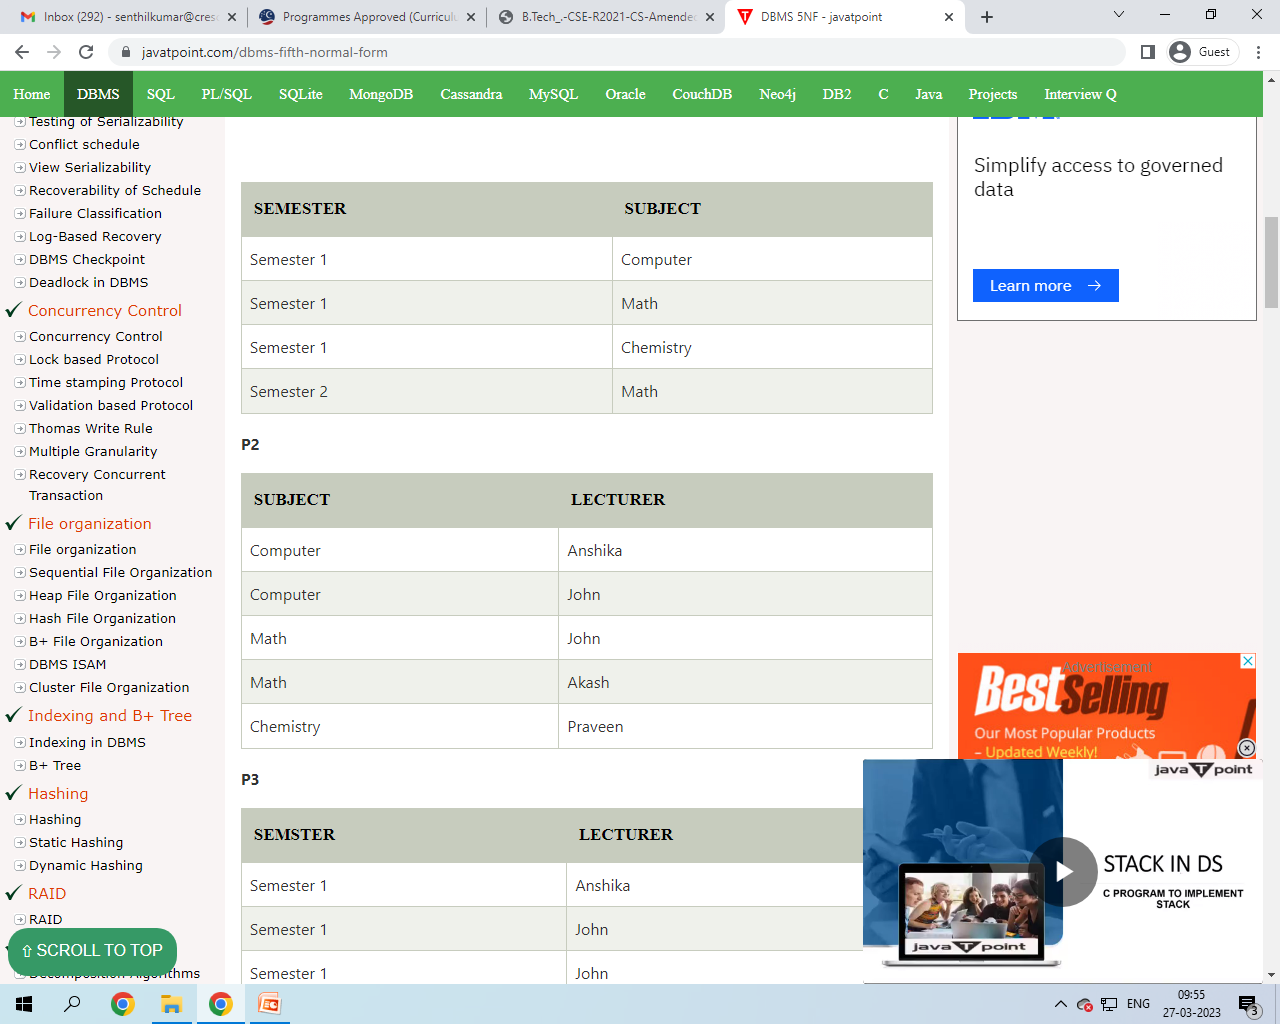 Inbox (292) - senthilkumar@cres
Programmes Approved (Curricul
B.Tech_.-CSE-R2021-CS-Amende
DBMS 5NF - javatpoint
javatpoint.com/dbms-fifth-normal-form
Guest
Home DBMS SQL PL/SQL SQLite MongoDB Cassandra MySQL Oracle CouchDB Neo4j DB2 C Java Projects Interview Q
Testing of Serializability
Conflict schedule
View Serializability
Recoverability of Schedule
Failure Classification
Log-Based Recovery
DBMS Checkpoint
Deadlock in DBMS
Concurrency Control
Concurrency Control
Lock based Protocol
Time stamping Protocol
Validation based Protocol
Thomas Write Rule
Multiple Granularity
Recovery Concurrent
Transaction
File organization
File organization
Sequential File Organization
Heap File Organization
Hash File Organization
B+ File Organization
DBMS ISAM
Cluster File Organization
Indexing and B+ Tree
Indexing in DBMS
B+ Tree
Hashing
Hashing
Static Hashing
Dynamic Hashing
RAID
RAID
⇧ SCROLL TO TOP
Decomposition Algorithms
SEMESTER SUBJECT
Semester 1 Computer
Semester 1 Math
Semester 1 Chemistry
Semester 2 Math
P2
SUBJECT LECTURER
Computer Anshika
Computer John
Math John
Math Akash
Chemistry Praveen
P3
SEMSTER LECTURER
Semester 1 Anshika
Semester 1 John
Semester 1 John
Simplify access to governed
data
Learn more →
Advertisement
Best Selling
Our Most Popular Products
– Updated Weekly!
java T point
STACK IN DS
C PROGRAM TO IMPLEMENT
STACK
java T point
ENG
09:55
27-03-2023
3